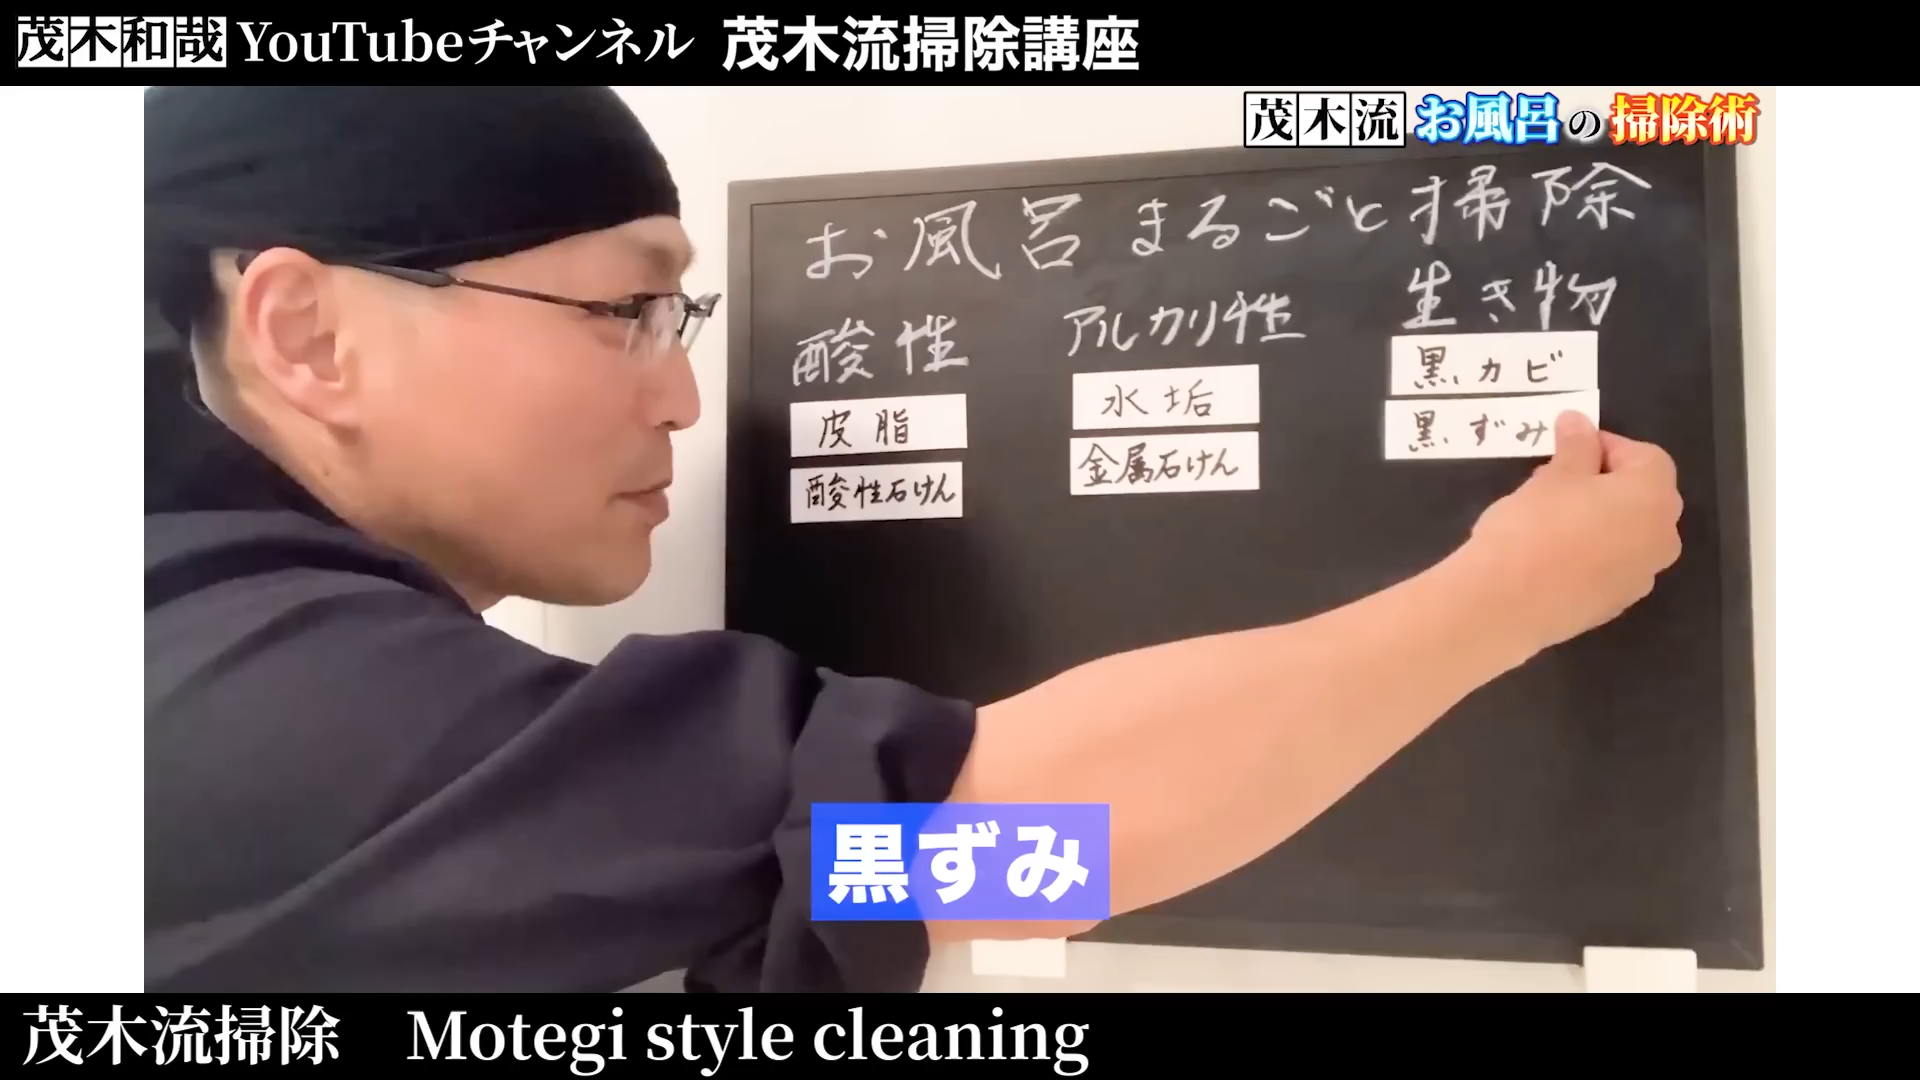 茂木和哉 YouTubeチャンネル 茂木流掃除講座
茂木流 お風呂の掃除術
お風呂まるごと掃除
酸性
皮脂
酸性石けん
アルカリ性
水垢
金属石けん
生き物
黒カビ
黒ずみ
黒ずみ
茂木流掃除 Motegi style cleaning